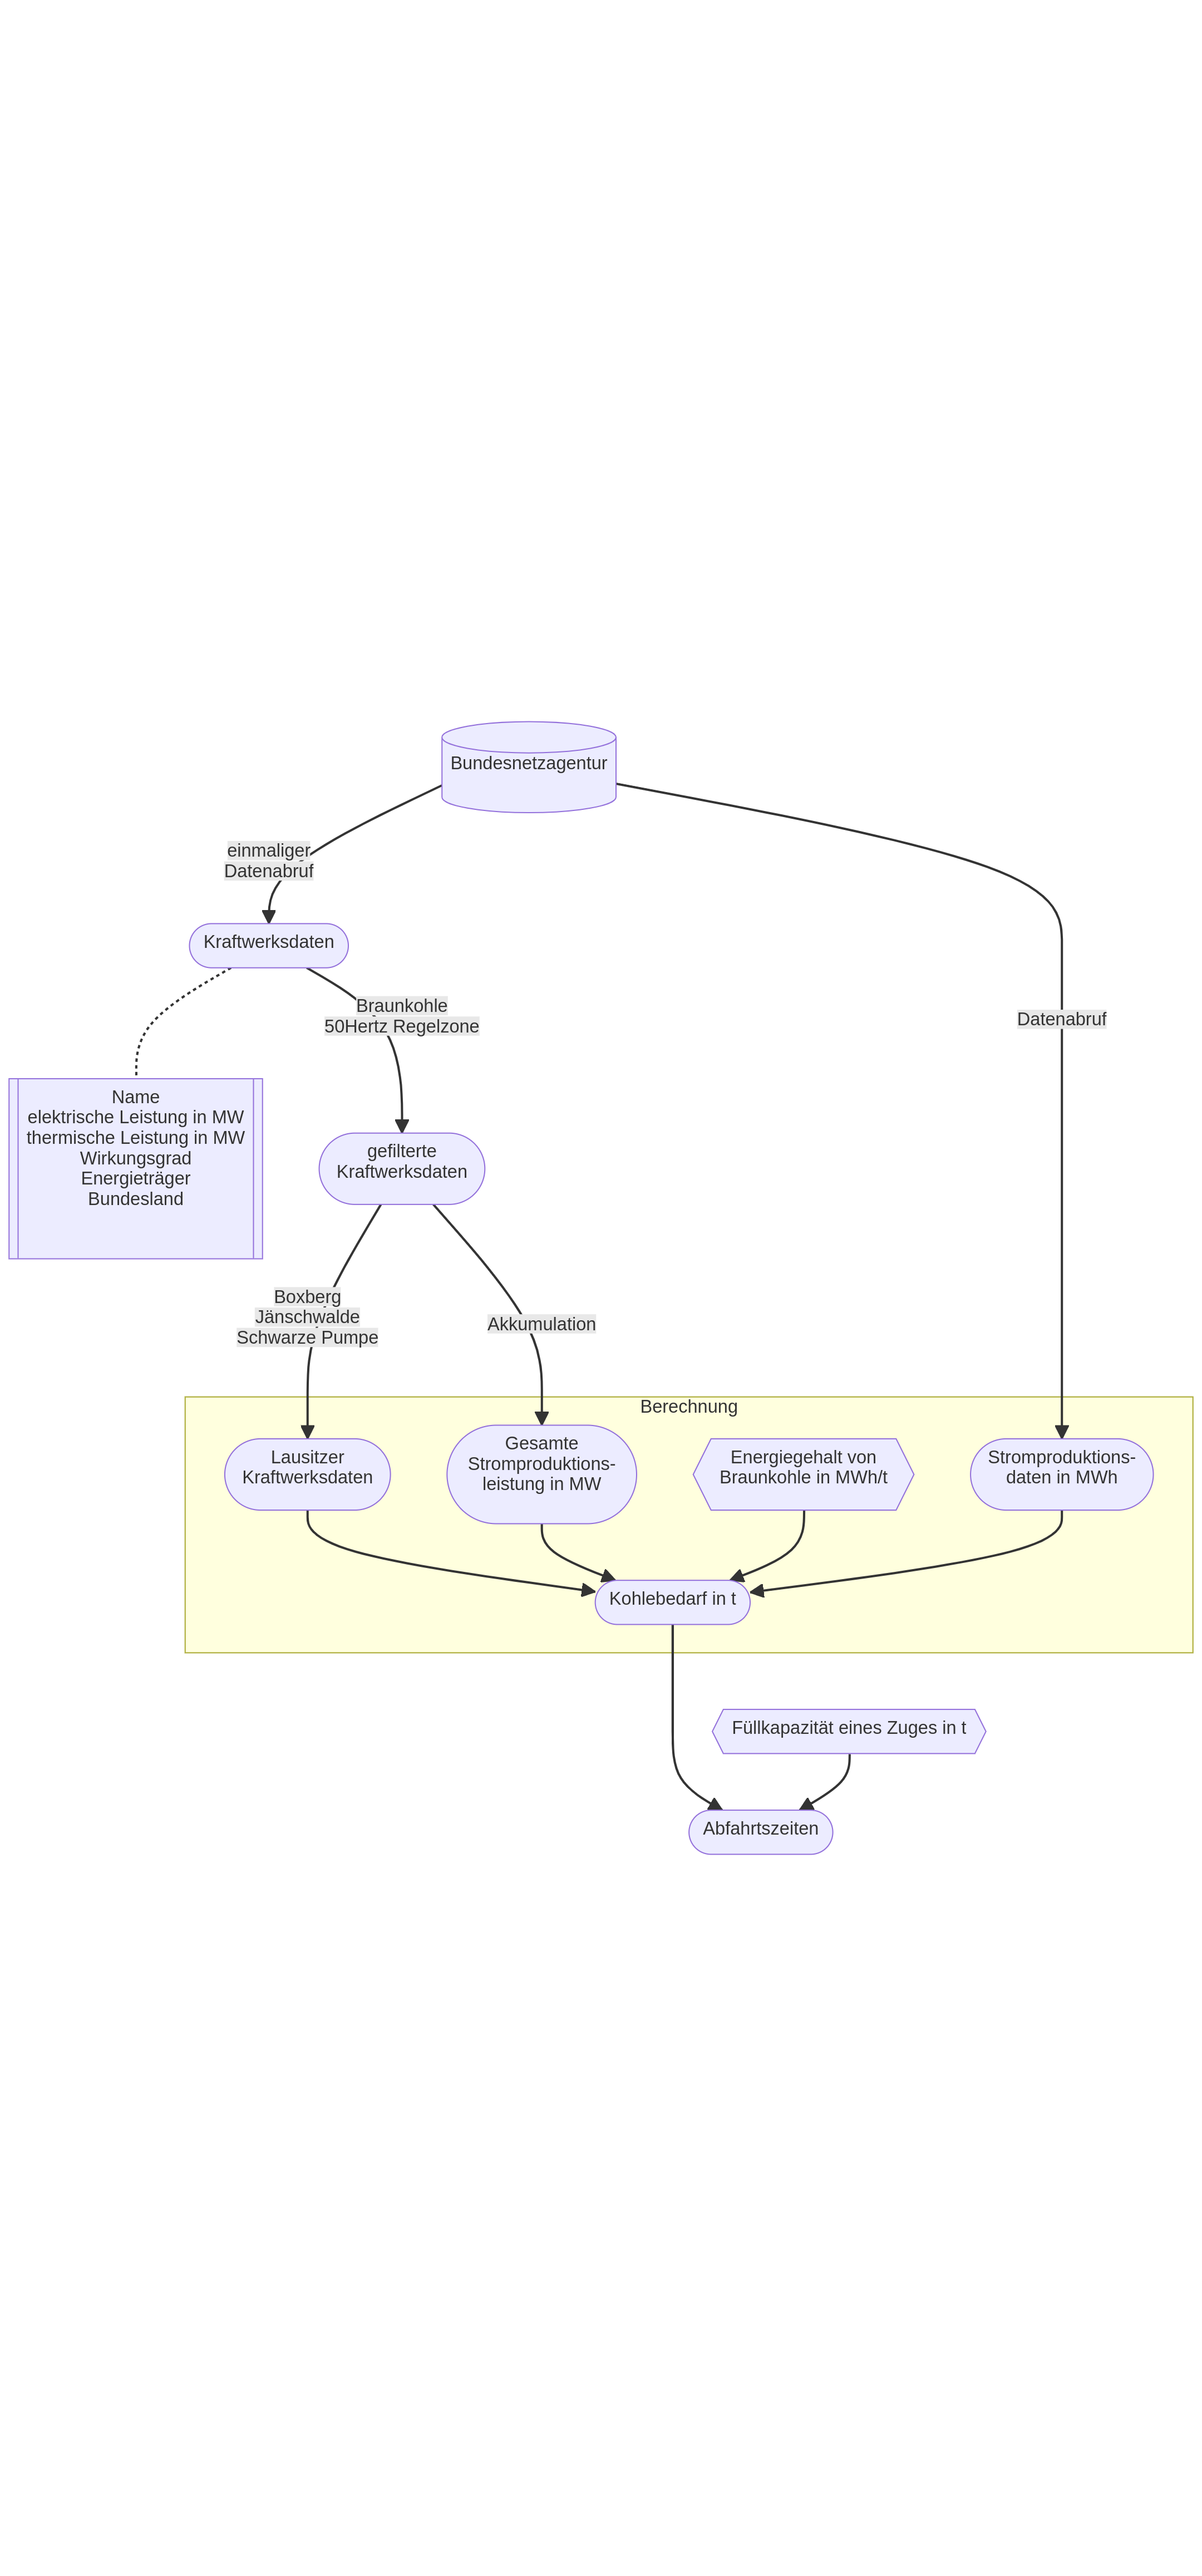 Bundesnetzagentur
einmaliger
Datenabruf
Kraftwerksdaten
Braunkohle
50Hertz Regelzone
Datenabruf
Name
elektrische Leistung in MW
thermische Leistung in MW
Wirkungsgrad
Energieträger
Bundesland
gefilterte
Kraftwerksdaten
Boxberg
Jänschwalde
Schwarze Pumpe
Akkumulation
Berechnung
Lausitzer
Kraftwerksdaten
Gesamte
Stromproduktions-
leistung in MW
Energiegehalt von
Braunkohle in MWh/t
Stromproduktions-
daten in MWh
Kohlebedarf in t
Füllkapazität eines Zuges in t
Abfahrtszeiten